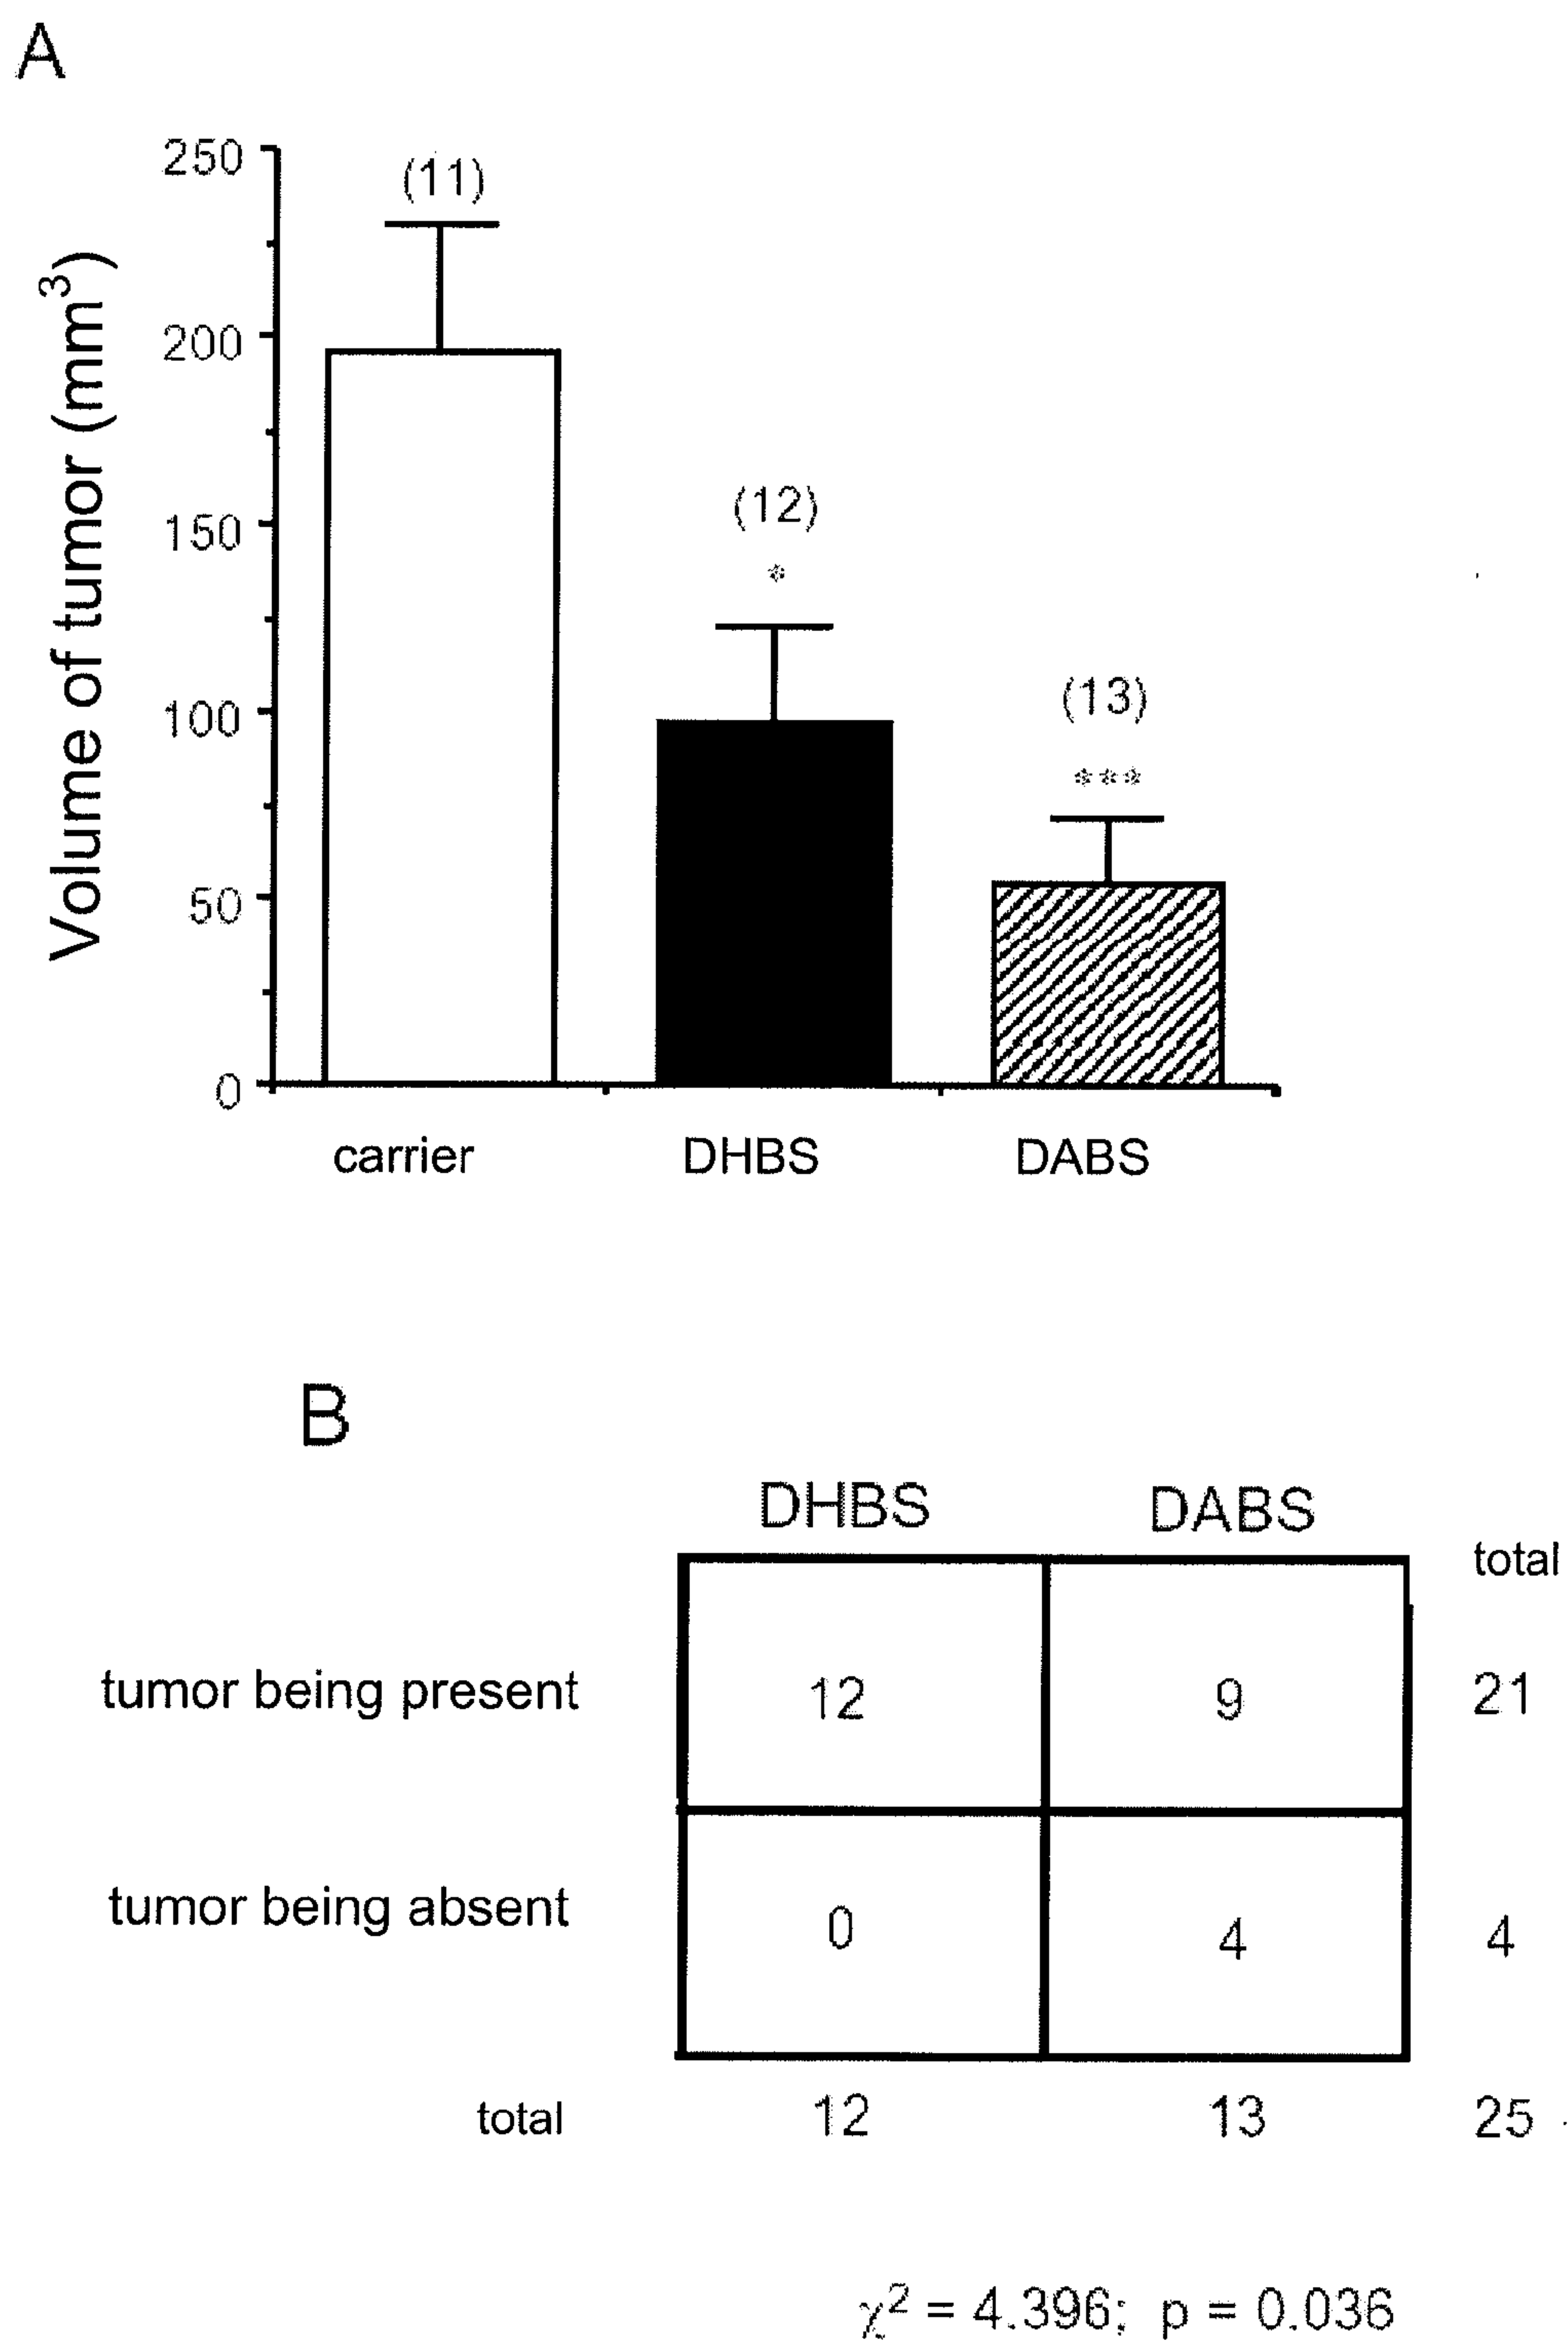 A
250
(11)
200
(12)
150
*
(13)
100
***
50
0
Volume of tumor (mm³)
carrier DHBS DABS
B
DHBS DABS
total
tumor being present 12 9 21
tumor being absent 0 4 4
total 12 13 25
χ² = 4.396; p = 0.036